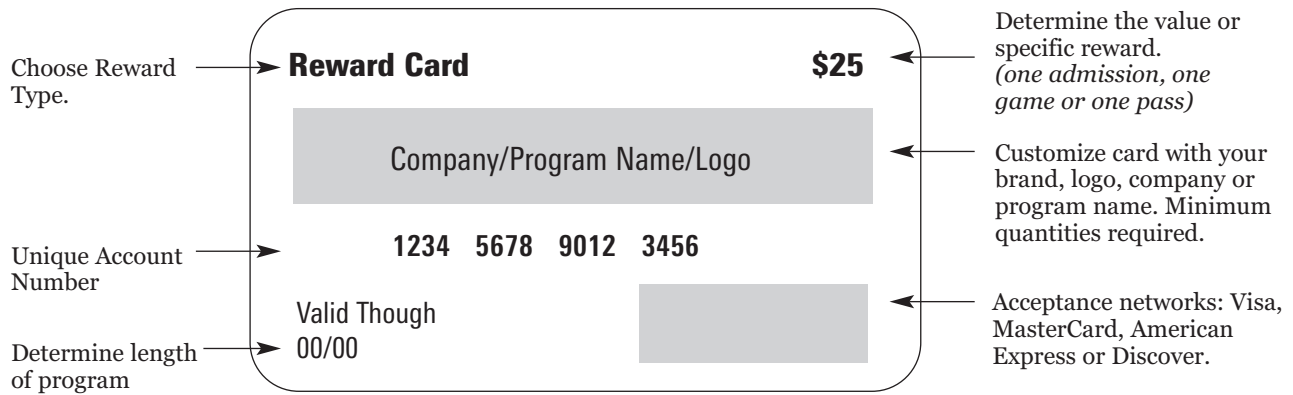 Choose Reward
Type.
Unique Account
Number
Determine length
of program
Reward Card
$25
Company/Program Name/Logo
1234 5678 9012 3456
Valid Though
00/00
Determine the value or
specific reward.
(one admission, one
game or one pass)
Customize card with your
brand, logo, company or
program name. Minimum
quantities required.
Acceptance networks: Visa,
MasterCard, American
Express or Discover.